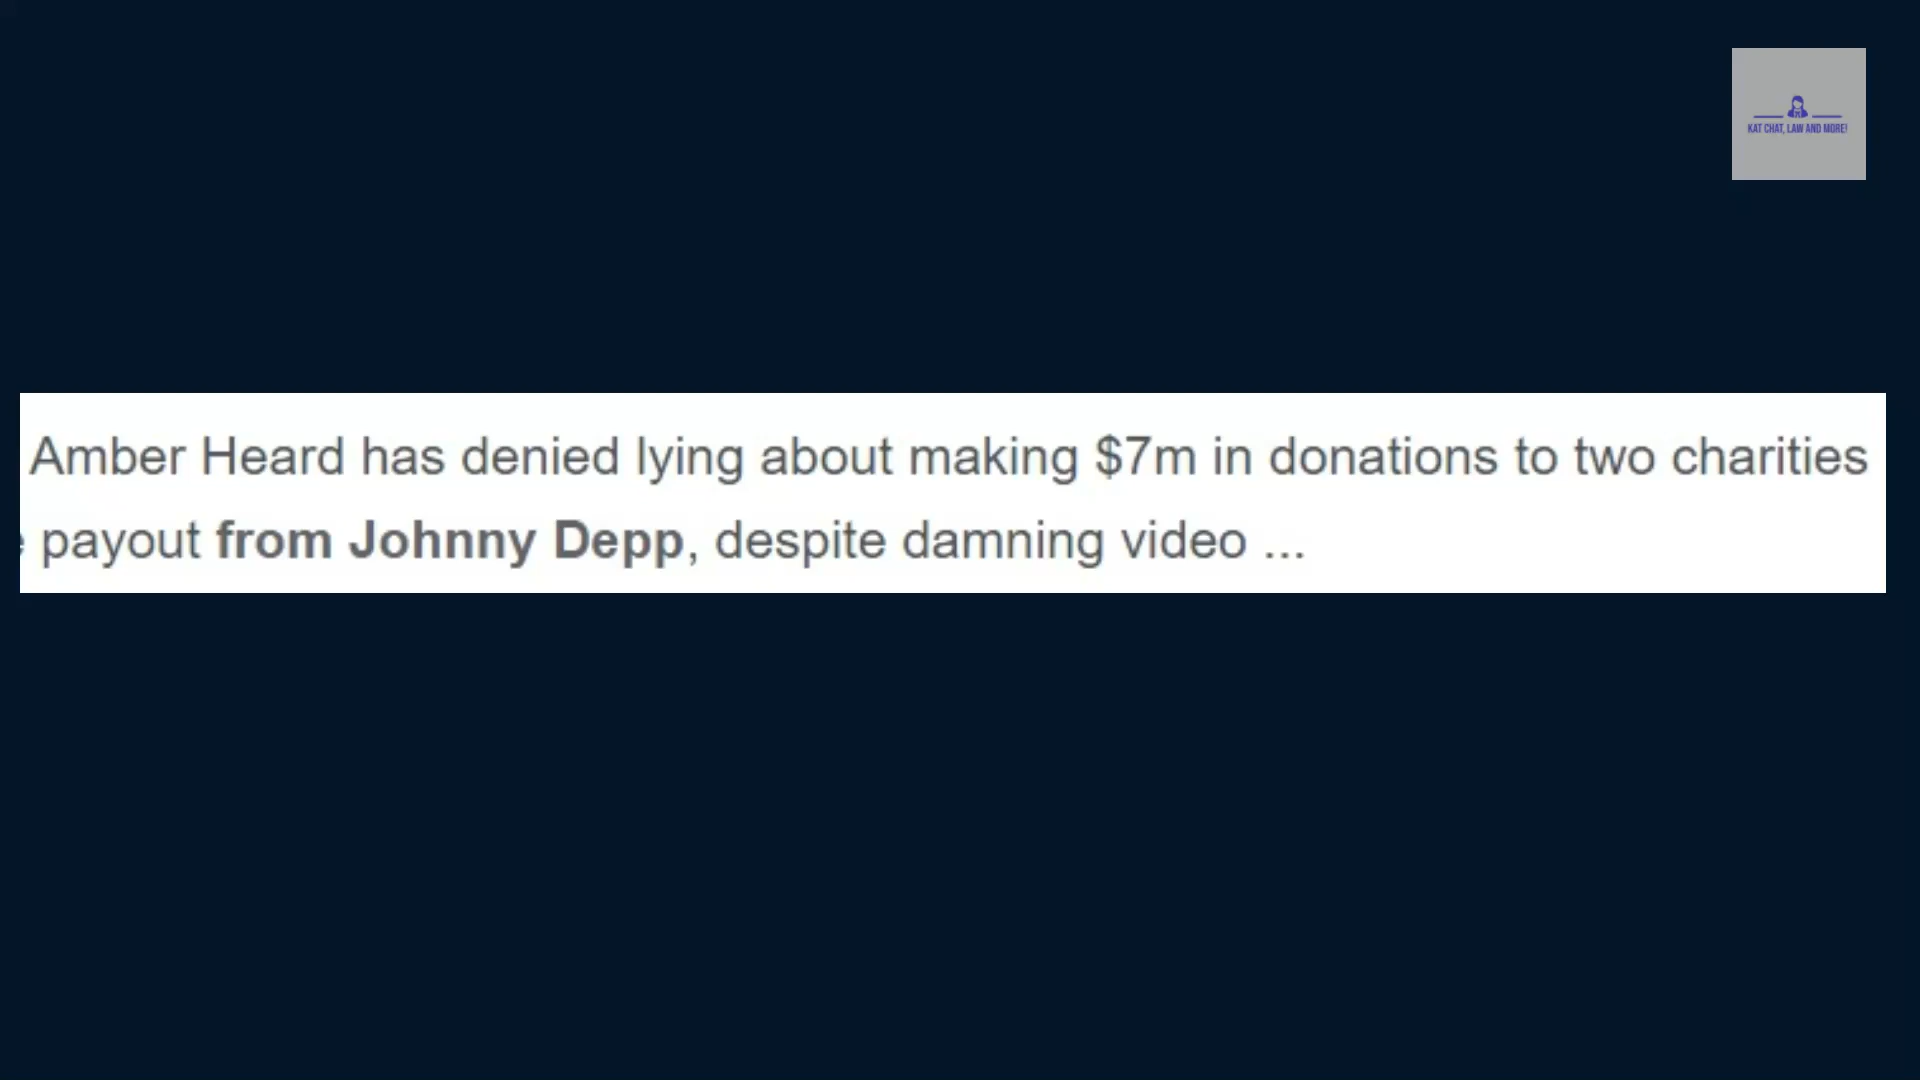 KAT CHAT, LAW AND MORE!
Amber Heard has denied lying about making $7m in donations to two charities
payout from Johnny Depp, despite damning video ...